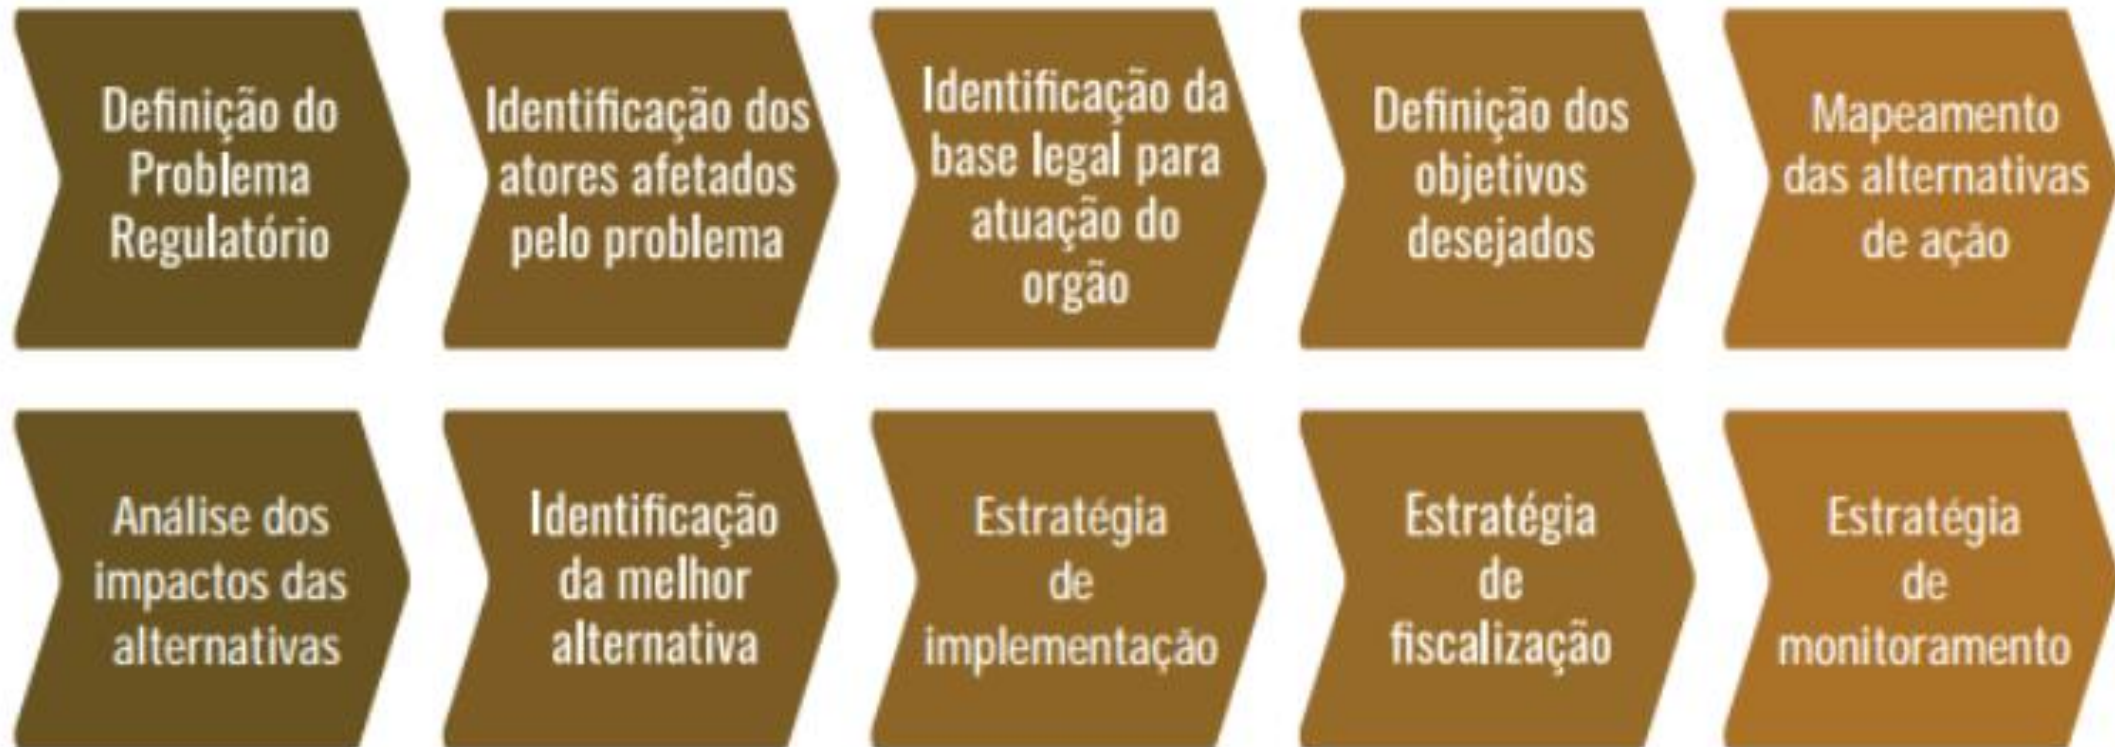 Definição do
Problema
Regulatório
Identificação dos
atores afetados
pelo problema
Identificação da
base legal para
atuação do
orgão
Definição dos
objetivos
desejados
Mapeamento
das alternativas
de ação
Análise dos
impactos das
alternativas
Identificação
da melhor
alternativa
Estratégia
de
implementação
Estratégia
de
fiscalização
Estratégia
de
monitoramento